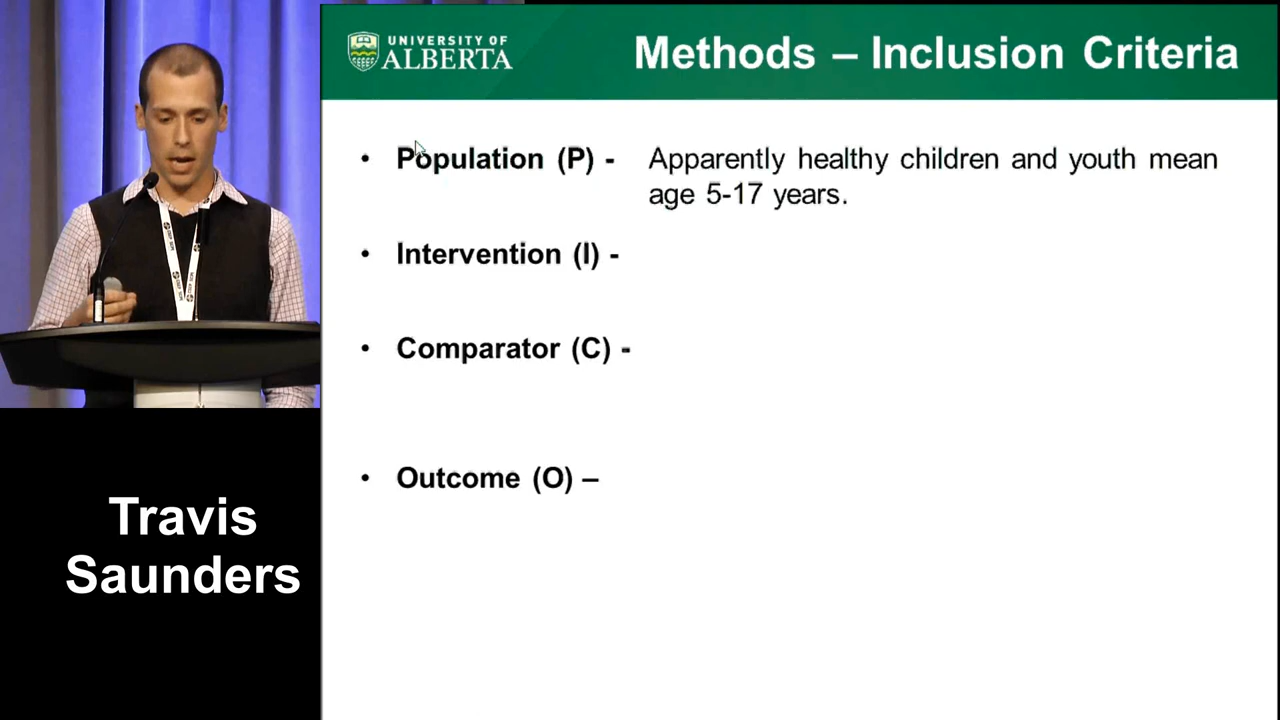 UNIVERSITY OF
ALBERTA
Methods – Inclusion Criteria
• Population (P) - Apparently healthy children and youth mean
age 5-17 years.
• Intervention (I) -
• Comparator (C) -
• Outcome (O) –
Travis
Saunders